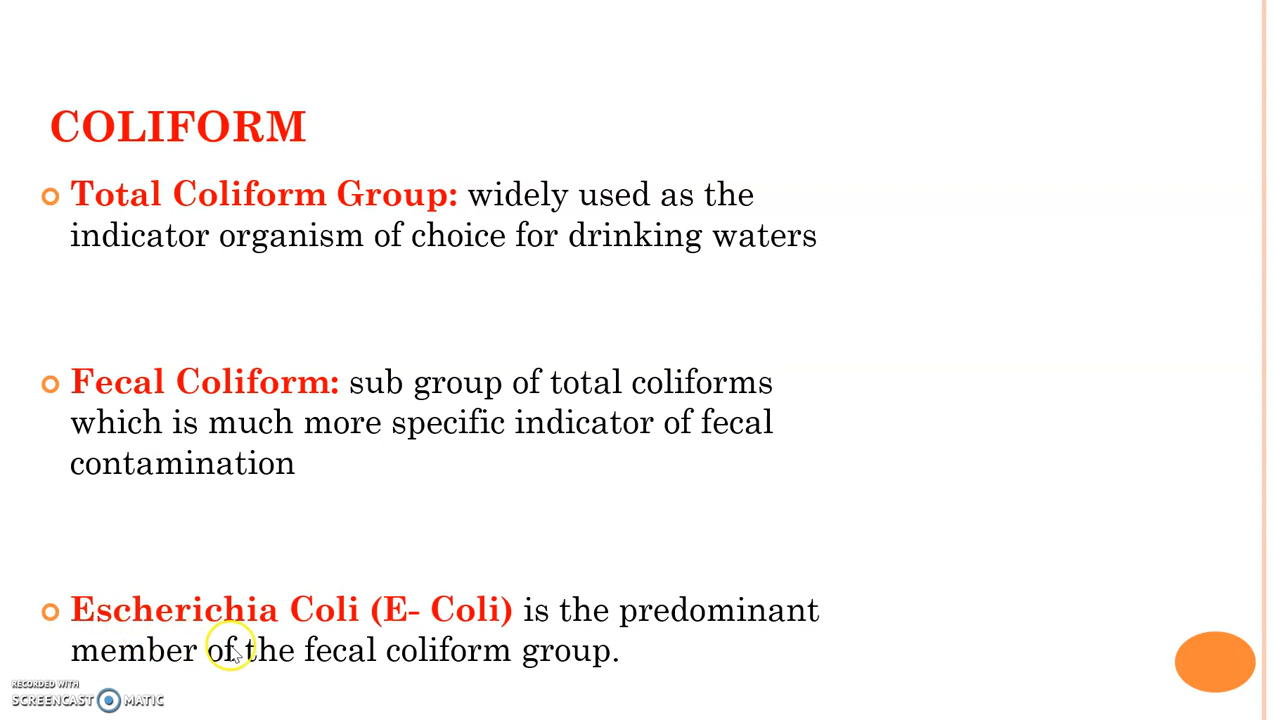 COLIFORM
Total Coliform Group: widely used as the
indicator organism of choice for drinking waters
Fecal Coliform: sub group of total coliforms
which is much more specific indicator of fecal
contamination
Escherichia Coli (E- Coli) is the predominant
member of the fecal coliform group.
RECORDED WITH
SCREENCAST MATIC